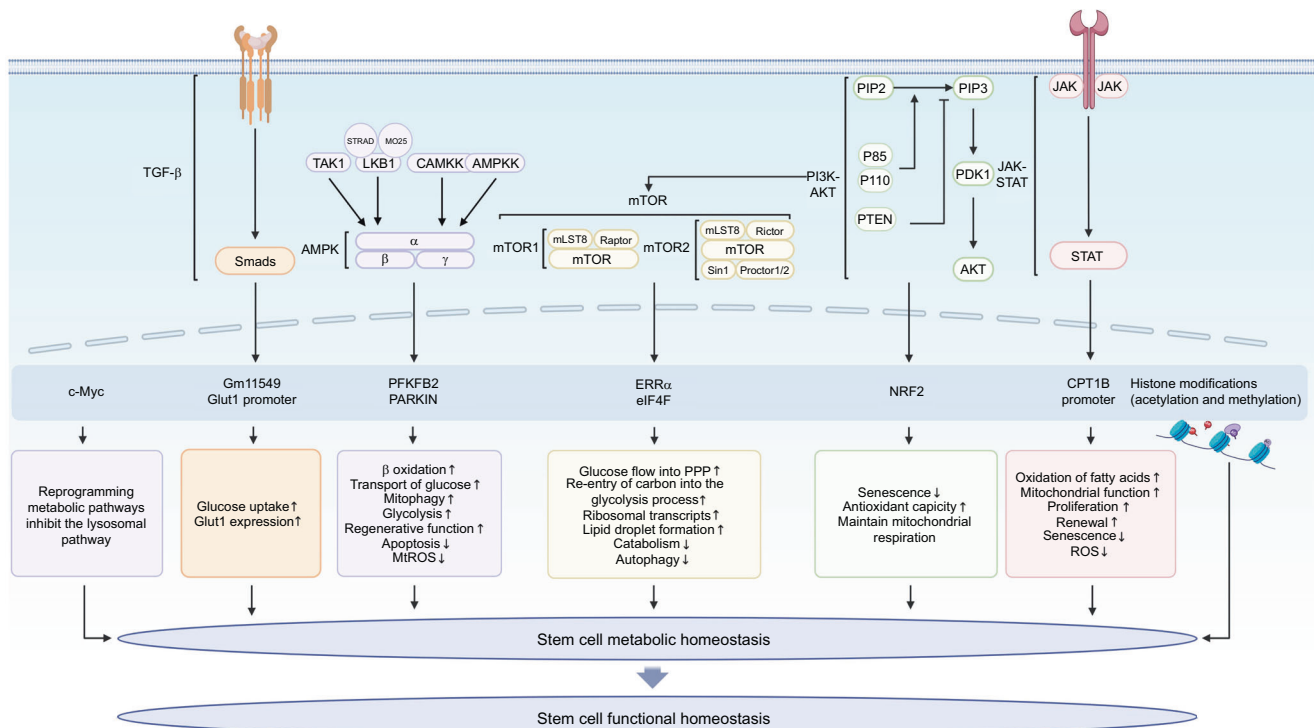 TGF-β
Smads
STRAD
MO25
TAK1
LKB1
CAMKK
AMPKK
AMPK
α
β
γ
mTOR
mTOR1
mLST8
Raptor
mTOR
mTOR2
mLST8
Rictor
mTOR
Sin1
Proctor1/2
PI3K-
AKT
PIP2
PIP3
P85
P110
PTEN
PDK1
AKT
JAK-
STAT
JAK
JAK
STAT
c-Myc
Gm11549
Glut1 promoter
PFKFB2
PARKIN
ERRα
eIF4F
NRF2
CPT1B
promoter
Histone modifications
(acetylation and methylation)
Reprogramming
metabolic pathways
inhibit the lysosomal
pathway
Glucose uptake↑
Glut1 expression↑
β oxidation↑
Transport of glucose↑
Mitophagy↑
Glycolysis↑
Regenerative function↑
Apoptosis↓
MtROS↓
Glucose flow into PPP↑
Re-entry of carbon into the
glycolysis process↑
Ribosomal transcripts↑
Lipid droplet formation↑
Catabolism↓
Autophagy↓
Senescence↓
Antioxidant capicity↑
Maintain mitochondrial
respiration
Oxidation of fatty acids↑
Mitochondrial function↑
Proliferation↑
Renewal↑
Senescence↓
ROS↓
Stem cell metabolic homeostasis
Stem cell functional homeostasis